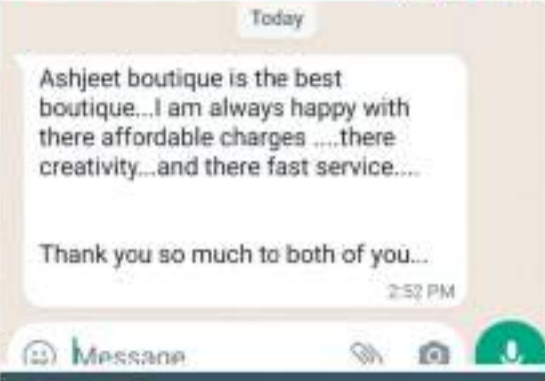 Today
Ashjeet boutique is the best
boutique...I am always happy with
there affordable charges ....there
creativity...and there fast service....
Thank you so much to both of you...
2:52 PM
Message